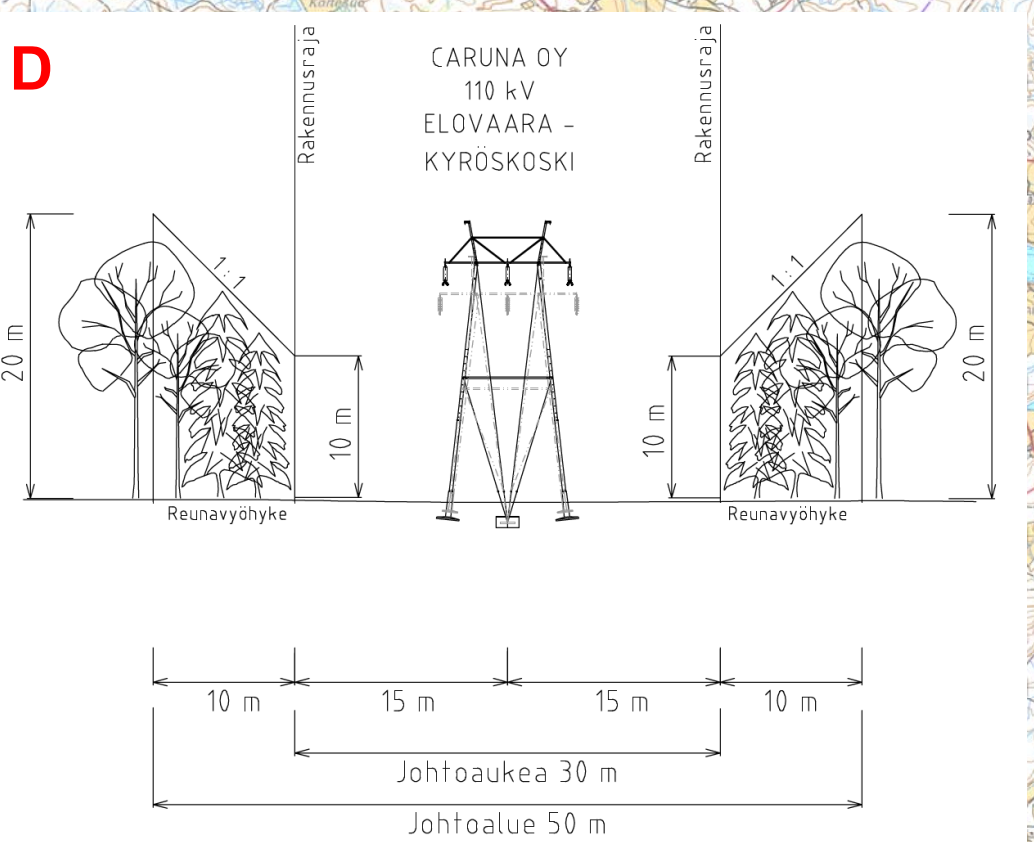 D
CARUNA OY
110 kV
ELOVAARA -
KYRÖSKOSKI
Rakennusraja
Rakennusraja
1:1
1:1
20 m
10 m
10 m
20 m
Reunavyöhyke
Reunavyöhyke
10 m
15 m
15 m
10 m
Johtoaukea 30 m
Johtoalue 50 m